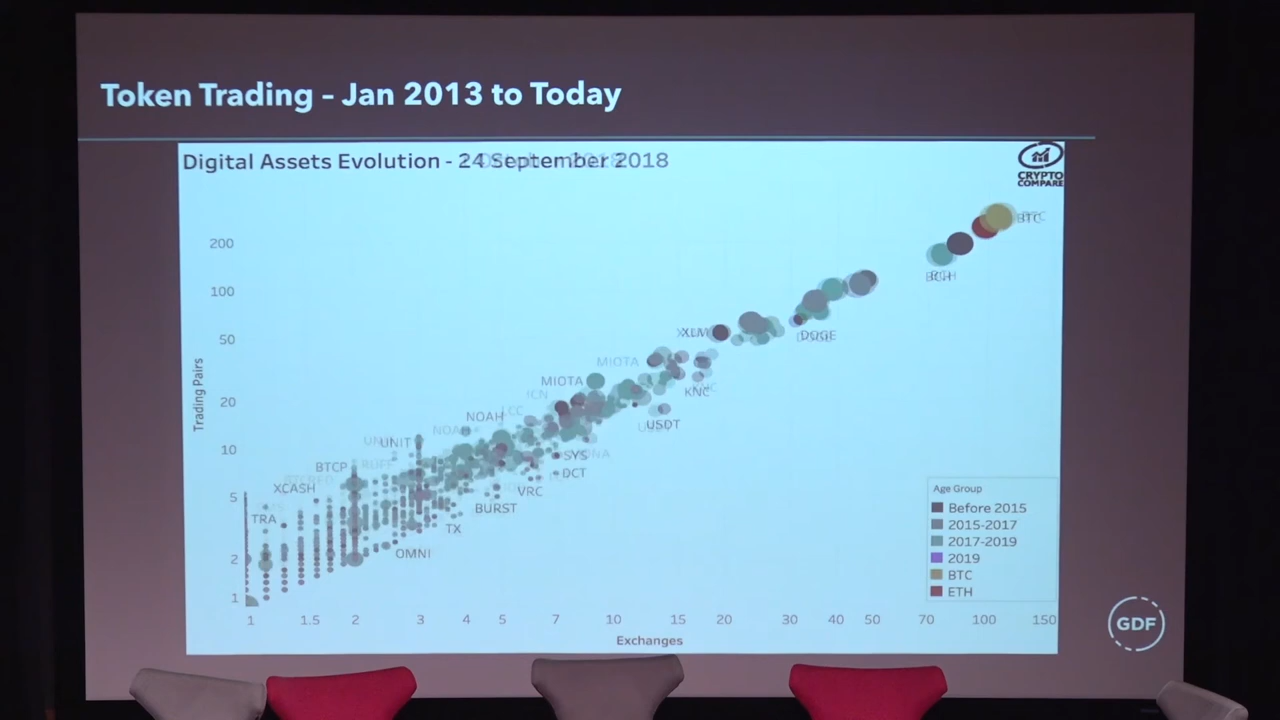 Token Trading – Jan 2013 to Today
Digital Assets Evolution - 24 September 2018
CRYPTO
COMPARE
BTC
200
BCH
100
50
XLM
DOGE
MIOTA
Trading Pairs
MIOTA
KNC
20
ICN
NOAH
USDT
NOAH
UNIT
10
SYS
BTCP
DCT
XCASH
VRC
5
BURST
TRA
TX
OMNI
2
1
Age Group
Before 2015
2015-2017
2017-2019
2019
BTC
ETH
1 1.5 2 3 4 5 7 10 15 20 30 40 50 70 100 150
Exchanges
GDF